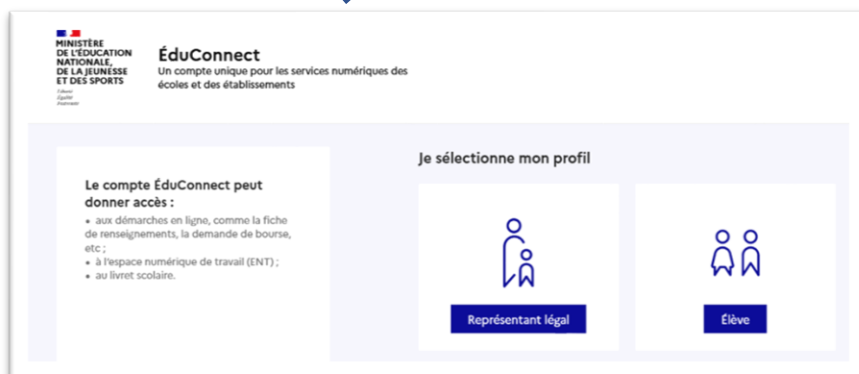 MINISTÈRE
DE L'ÉDUCATION
NATIONALE,
DE LA JEUNESSE
ET DES SPORTS
Liberté
Égalité
Fraternité
ÉduConnect
Un compte unique pour les services numériques des
écoles et des établissements
Le compte ÉduConnect peut
donner accès :
• aux démarches en ligne, comme la fiche
de renseignements, la demande de bourse,
etc ;
• à l'espace numérique de travail (ENT) ;
• au livret scolaire.
Je sélectionne mon profil
Représentant légal
Élève